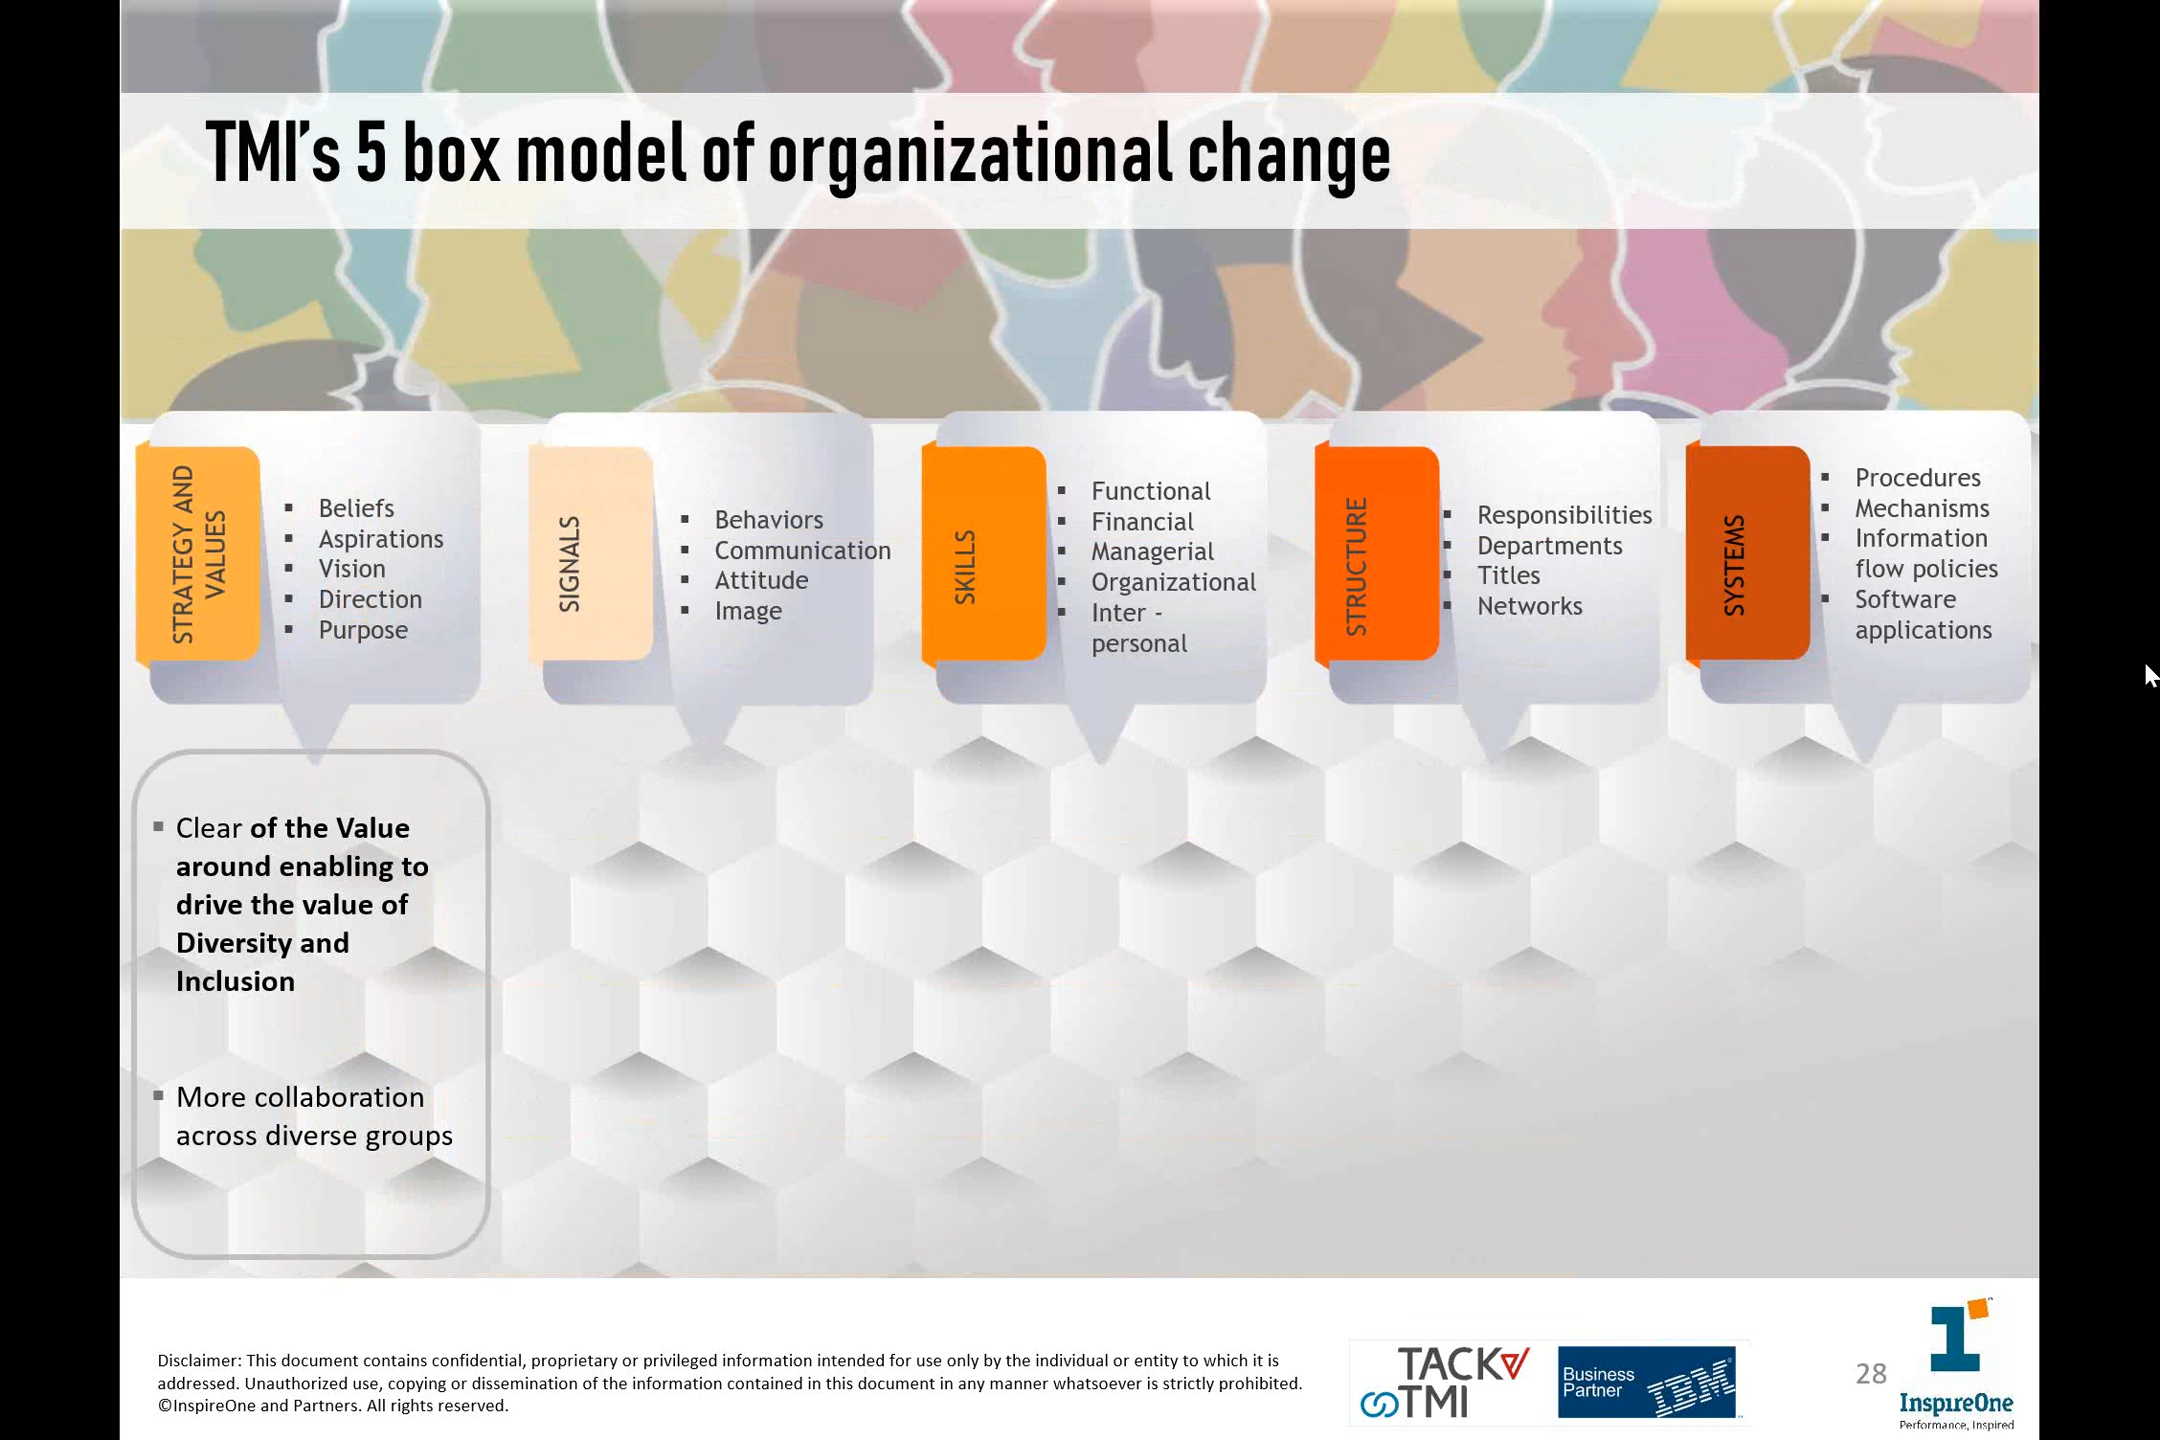 TMI's 5 box model of organizational change
STRATEGY AND
VALUES
▪ Beliefs
▪ Aspirations
▪ Vision
▪ Direction
▪ Purpose
SIGNALS
▪ Behaviors
▪ Communication
▪ Attitude
▪ Image
SKILLS
▪ Functional
▪ Financial
▪ Managerial
▪ Organizational
▪ Inter -
personal
STRUCTURE
▪ Responsibilities
▪ Departments
▪ Titles
▪ Networks
SYSTEMS
▪ Procedures
▪ Mechanisms
▪ Information
flow policies
▪ Software
applications
▪ Clear of the Value
around enabling to
drive the value of
Diversity and
Inclusion
▪ More collaboration
across diverse groups
Disclaimer: This document contains confidential, proprietary or privileged information intended for use only by the individual or entity to which it is
addressed. Unauthorized use, copying or dissemination of the information contained in this document in any manner whatsoever is strictly prohibited.
©InspireOne and Partners. All rights reserved.
TACK
TMI
Business
Partner
IBM
28
InspıreOne
Performance, Inspired